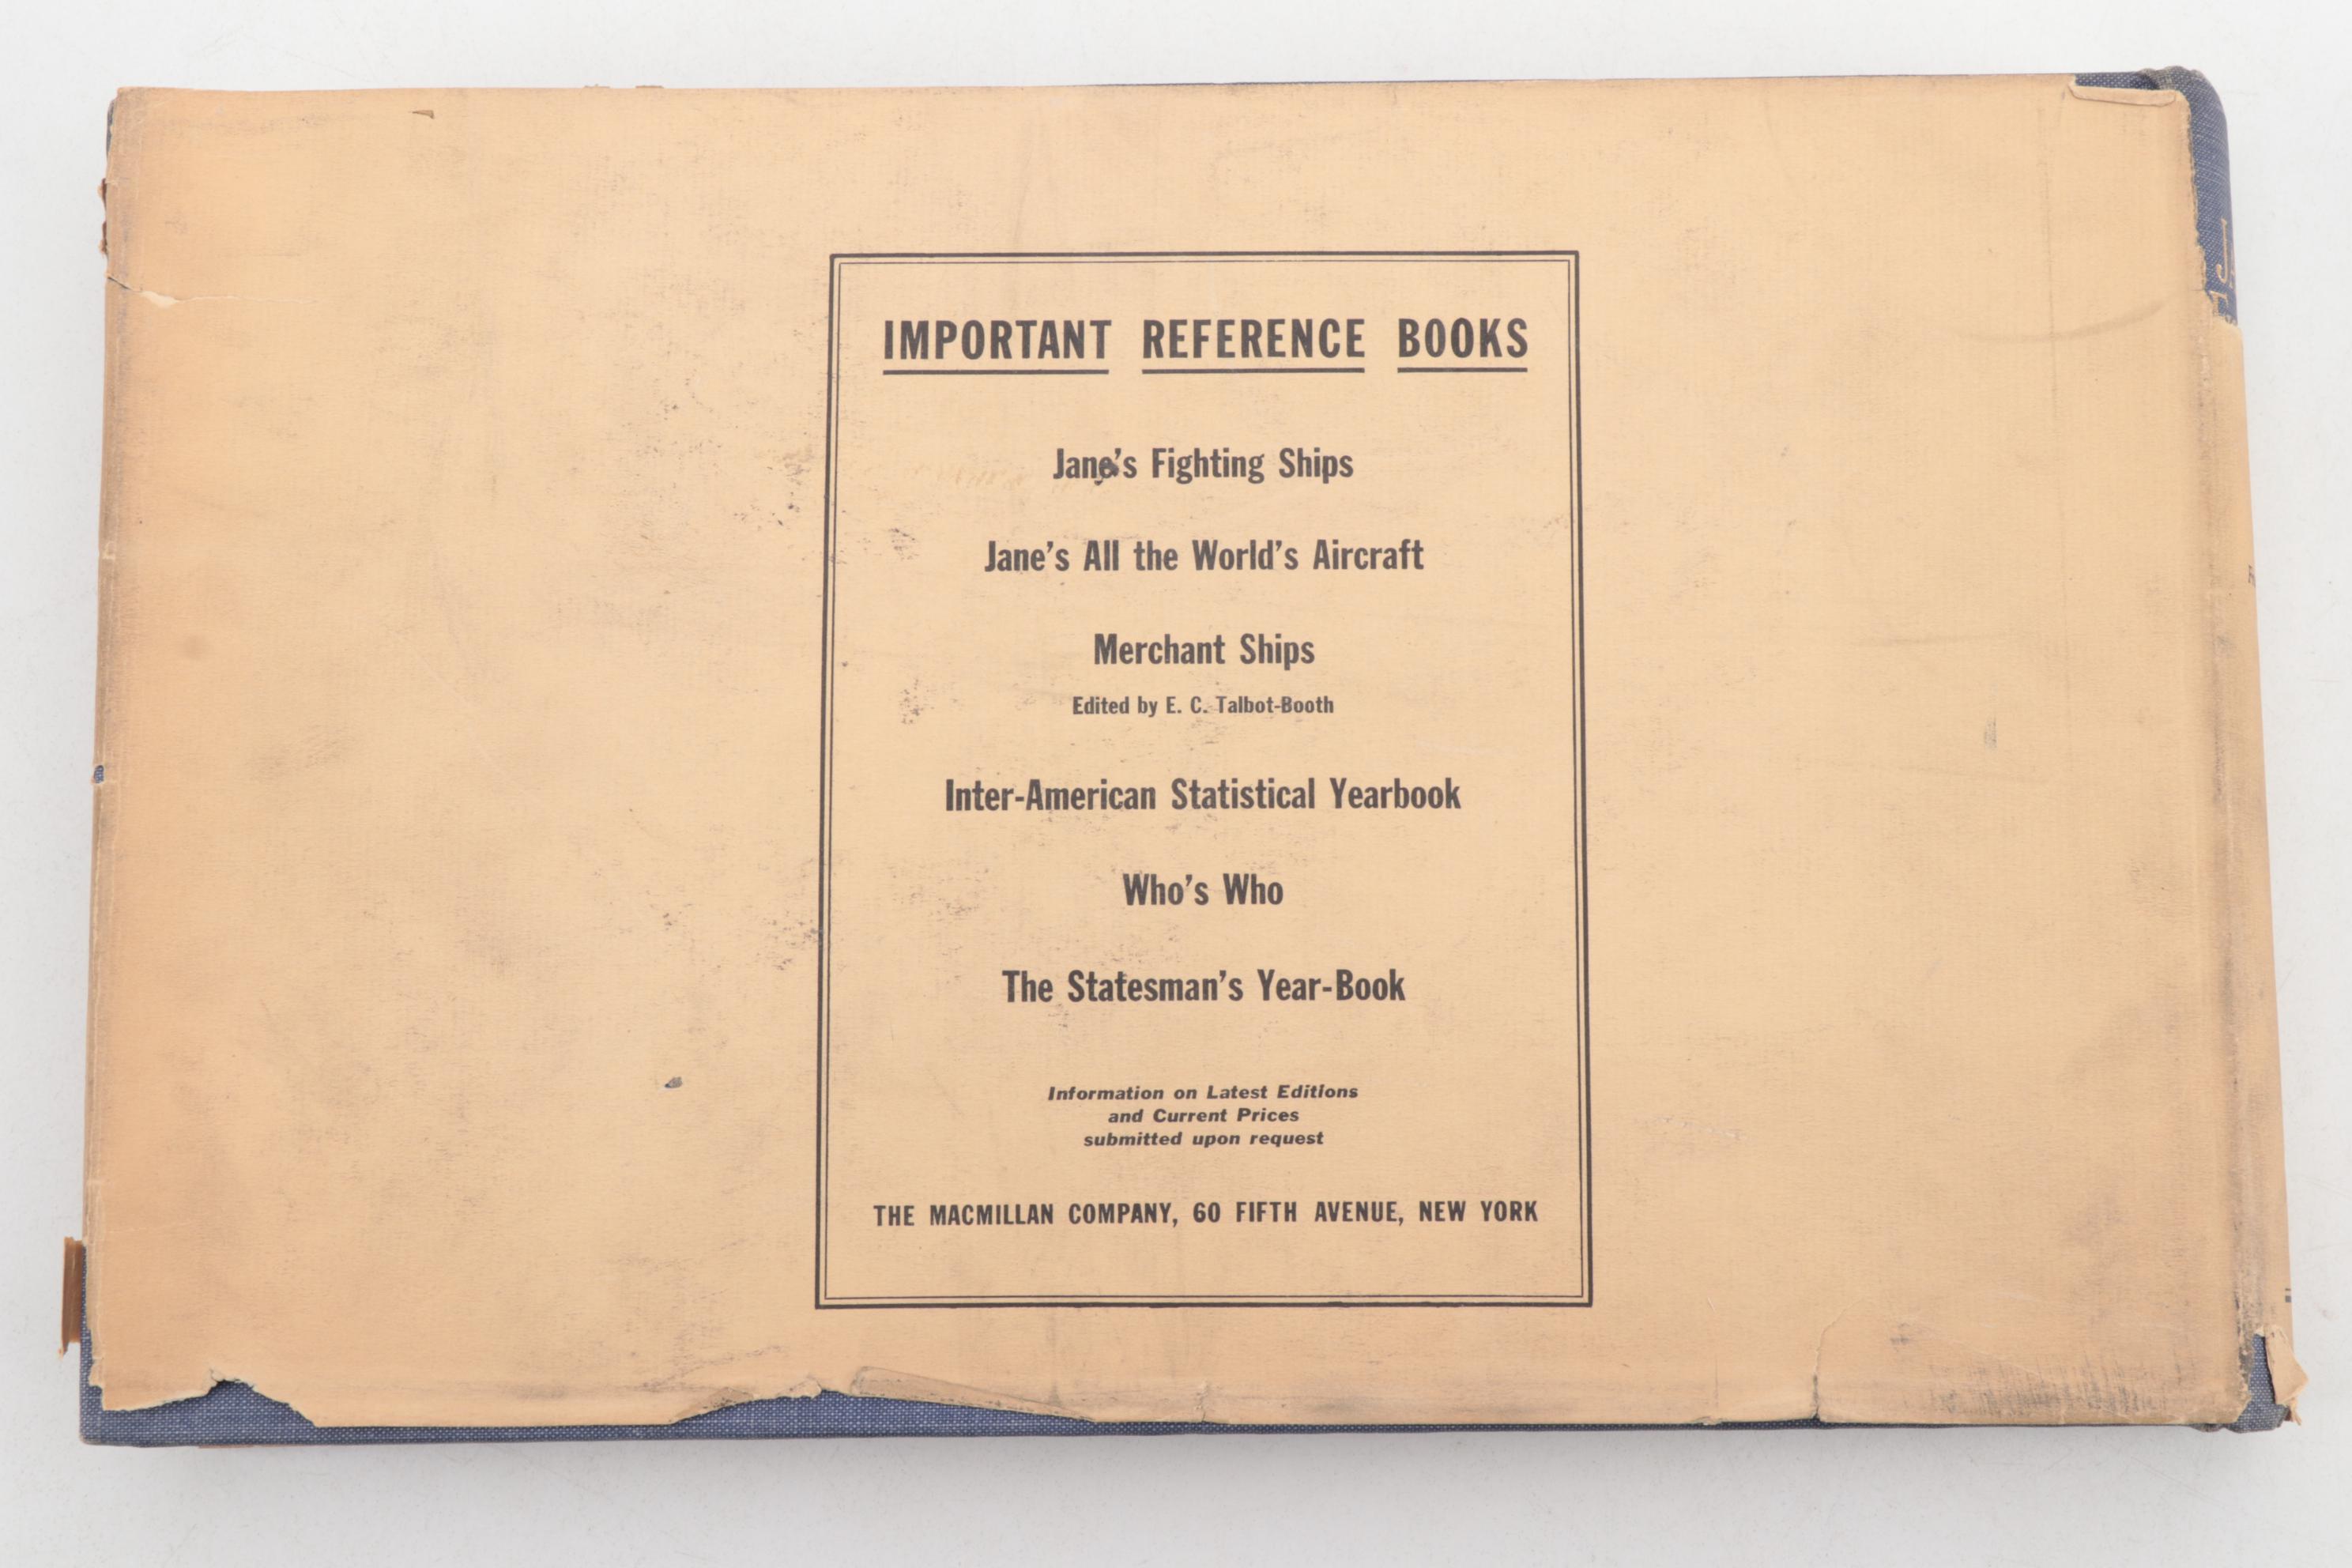 IMPORTANT REFERENCE BOOKS
Jane's Fighting Ships
Jane's All the World's Aircraft
Merchant Ships
Edited by E. C. Talbot-Booth
Inter-American Statistical Yearbook
Who's Who
The Statesman's Year-Book
Information on Latest Editions
and Current Prices
submitted upon request
THE MACMILLAN COMPANY, 60 FIFTH AVENUE, NEW YORK